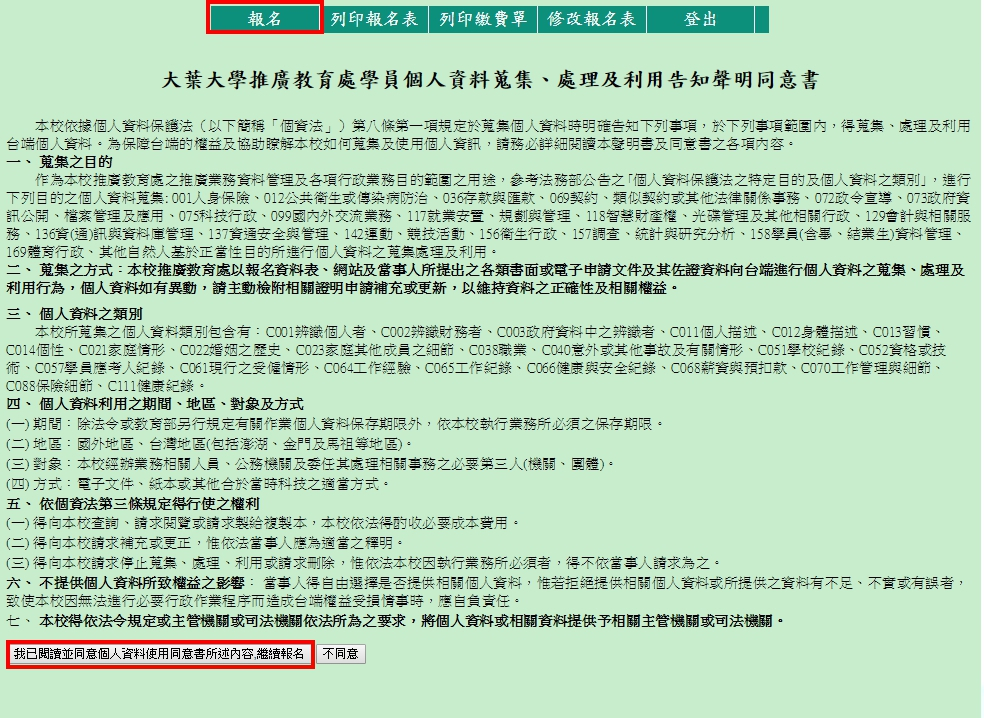 報名 列印報名表 列印繳費單 修改報名表 登出
大葉大學推廣教育處學員個人資料蒐集、處理及利用告知聲明同意書
本校依據個人資料保護法（以下簡稱「個資法」）第八條第一項規定於蒐集個人資料時明確告知下列事項，於下列事項範圍內，得蒐集、處理及利用
台端個人資料。為保障台端的權益及協助瞭解本校如何蒐集及使用個人資訊，請務必詳細閱讀本聲明書及同意書之各項內容。
一、 蒐集之目的
作為本校推廣教育處之推廣業務資料管理及各項行政業務目的範圍之用途，參考法務部公告之「個人資料保護法之特定目的及個人資料之類別」，進行
下列目的之個人資料蒐集：001人身保險、012公共衛生或傳染病防治、036存款與匯款、069契約、類似契約或其他法律關係事務、072政令宣導、073政府資
訊公開、檔案管理及應用、075科技行政、099國內外交流業務、117就業安置、規劃與管理、118智慧財產權、光碟管理及其他相關行政、129會計與相關服
務、136資(通)訊與資料庫管理、137資通安全與管理、142運動、競技活動、156衛生行政、157調查、統計與研究分析、158學員(含畢、結業生)資料管理、
169體育行政、其他自然人基於正當性目的所進行個人資料之蒐集處理及利用。
二、 蒐集之方式：本校推廣教育處以報名資料表、網站及當事人所提出之各類書面或電子申請文件及其佐證資料向台端進行個人資料之蒐集、處理及
利用行為，個人資料如有異動，請主動檢附相關證明申請補充或更新，以維持資料之正確性及相關權益。
三、 個人資料之類別
本校所蒐集之個人資料類別包含有：C001辨識個人者、C002辨識財務者、C003政府資料中之辨識者、C011個人描述、C012身體描述、C013習慣、
C014個性、C021家庭情形、C022婚姻之歷史、C023家庭其他成員之細節、C038職業、C040意外或其他事故及有關情形、C051學校紀錄、C052資格或技
術、C057學員應考人紀錄、C061現行之受僱情形、C064工作經驗、C065工作紀錄、C066健康與安全紀錄、C068薪資與預扣款、C070工作管理與細節、
C088保險細節、C111健康紀錄。
四、 個人資料利用之期間、地區、對象及方式
(一) 期間：除法令或教育部另行規定有關作業個人資料保存期限外，依本校執行業務所必須之保存期限。
(二) 地區：國外地區、台灣地區(包括澎湖、金門及馬祖等地區)。
(三) 對象：本校經辦業務相關人員、公務機關及委任其處理相關事務之必要第三人(機關、團體)。
(四) 方式：電子文件、紙本或其他合於當時科技之適當方式。
五、 依個資法第三條規定得行使之權利
(一) 得向本校查詢、請求閱覽或請求製給複製本，本校依法得酌收必要成本費用。
(二) 得向本校請求補充或更正，惟依法當事人應為適當之釋明。
(三) 得向本校請求停止蒐集、處理、利用或請求刪除，惟依法本校因執行業務所必須者，得不依當事人請求為之。
六、 不提供個人資料所致權益之影響： 當事人得自由選擇是否提供相關個人資料，惟若拒絕提供相關個人資料或所提供之資料有不足、不實或有誤者，
致使本校因無法進行必要行政作業程序而造成台端權益受損情事時，應自負責任。
七、 本校得依法令規定或主管機關或司法機關依法所為之要求，將個人資料或相關資料提供予相關主管機關或司法機關。
我已閱讀並同意個人資料使用同意書所述內容,繼續報名 不同意